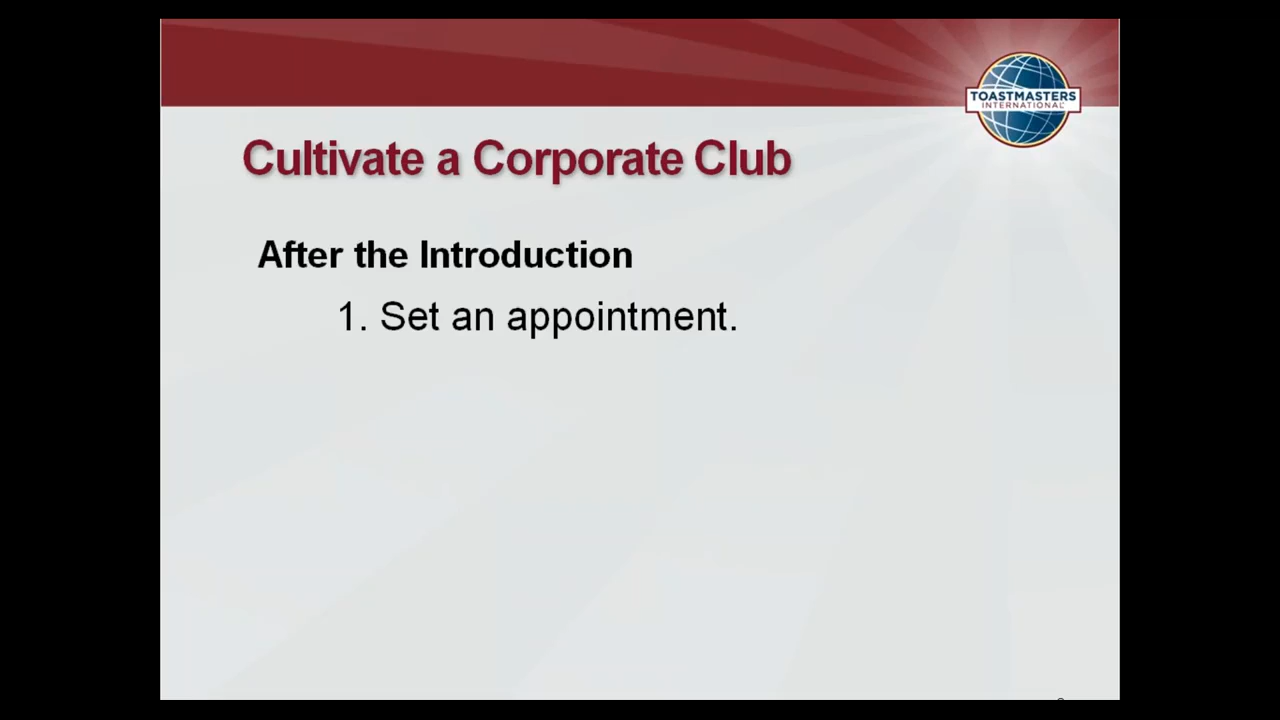 TOASTMASTERS
INTERNATIONAL
Cultivate a Corporate Club
After the Introduction
1. Set an appointment.